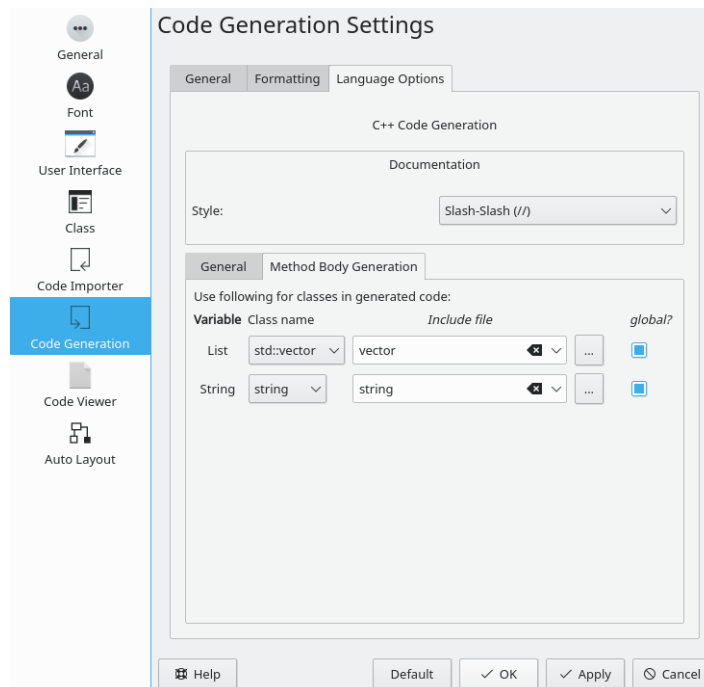 Code Generation Settings
General
Font
User Interface
Class
Code Importer
Code Generation
Code Viewer
Auto Layout
General Formatting Language Options
C++ Code Generation
Documentation
Style: Slash-Slash (//)
General Method Body Generation
Use following for classes in generated code:
Variable Class name Include file global?
List std::vector vector ...
String string string ...
Help Default OK Apply Cancel